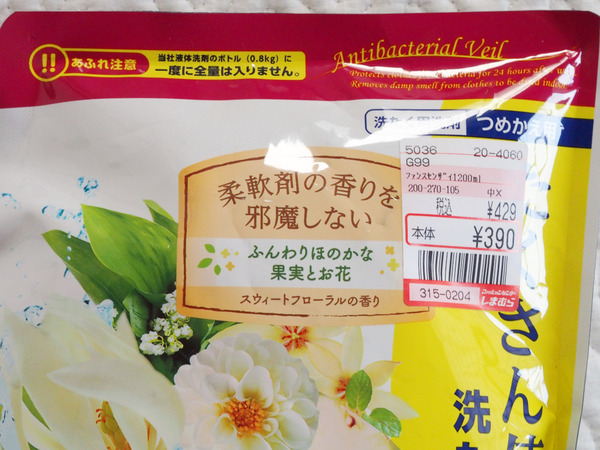 !!
あふれ注意
当社液体洗剤のボトル(0.8kg)に
一度に全量は入りません。
Antibacterial Veil
洗たく用洗剤
つめかえ用
5036 20-4060
G99
ファンスセンザイ1200ml
200-270-105 中X
税込 ¥429
本体 ¥390
315-0204
しまむら
柔軟剤の香りを
邪魔しない
ふんわりほのかな
果実とお花
スウィートフローラルの香り
さん
洗